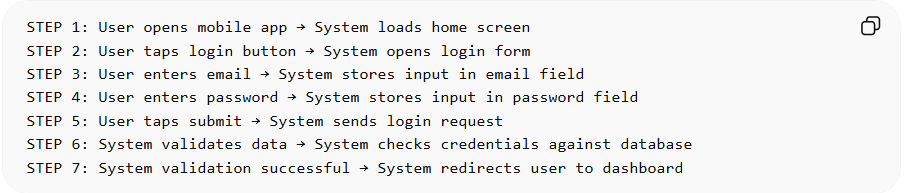 STEP 1: User opens mobile app → System loads home screen
STEP 2: User taps login button → System opens login form
STEP 3: User enters email → System stores input in email field
STEP 4: User enters password → System stores input in password field
STEP 5: User taps submit → System sends login request
STEP 6: System validates data → System checks credentials against database
STEP 7: System validation successful → System redirects user to dashboard